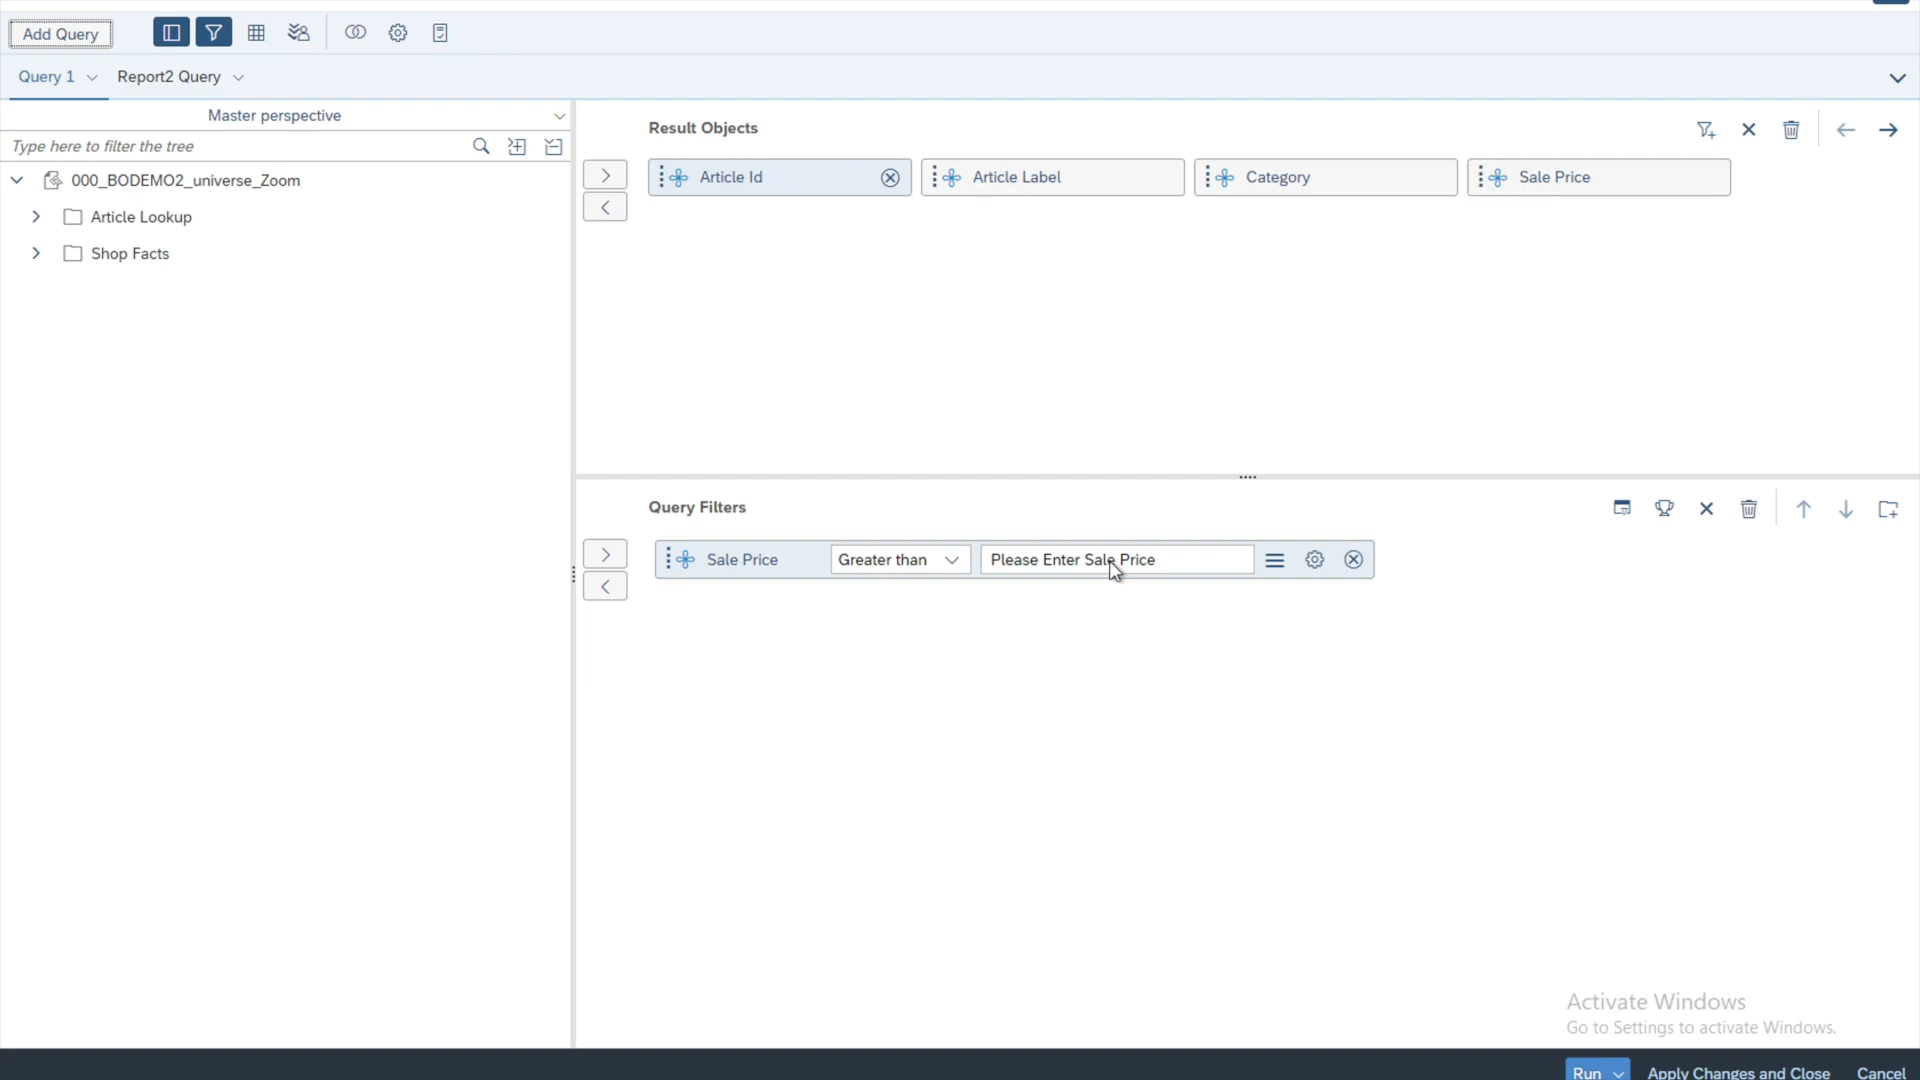 Add Query
Query 1 Report2 Query
Master perspective
Type here to filter the tree
000_BODEMO2_universe_Zoom
Article Lookup
Shop Facts
Result Objects
Article Id Article Label Category Sale Price
Query Filters
Sale Price Greater than Please Enter Sale Price
Activate Windows
Go to Settings to activate Windows.
Run Apply Changes and Close Cancel